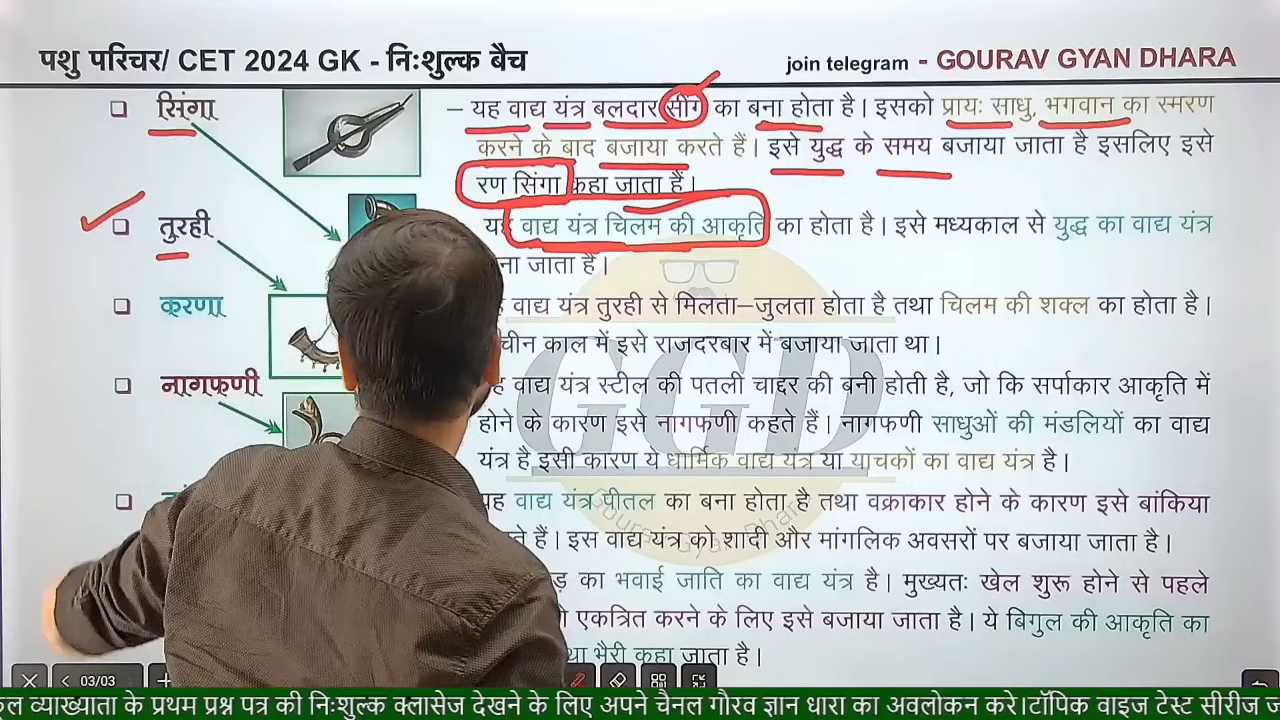 पशु परिचर/ CET 2024 GK - निःशुल्क बैच
join telegram - GOURAV GYAN DHARA
सिंगा
– यह वाद्य यंत्र बलदार सींग का बना होता है। इसको प्रायः साधु, भगवान का स्मरण
करने के बाद बजाया करते हैं। इसे युद्ध के समय बजाया जाता है इसलिए इसे
रण सिंगा कहा जाता हैं।
तुरही
वाद्य यंत्र चिलम की आकृति का होता है। इसे मध्यकाल से युद्ध का वाद्य यंत्र
जाता हैं।
करणा
वाद्य यंत्र तुरही से मिलता–जुलता होता है तथा चिलम की शक्ल का होता है।
काल में इसे राजदरबार में बजाया जाता था।
नागफणी
वाद्य यंत्र स्टील की पतली चाद्दर की बनी होती है, जो कि सर्पाकार आकृति में
होने के कारण इसे नागफणी कहते हैं। नागफणी साधुओं की मंडलियों का वाद्य
यंत्र है इसी कारण ये धार्मिक वाद्य यंत्र या याचकों का वाद्य यंत्र है।
यह वाद्य यंत्र पीतल का बना होता है तथा वक्राकार होने के कारण इसे बांकिया
हैं। इस वाद्य यंत्र को शादी और मांगलिक अवसरों पर बजाया जाता है।
का भवाई जाति का वाद्य यंत्र है। मुख्यतः खेल शुरू होने से पहले
एकत्रित करने के लिए इसे बजाया जाता है। ये बिगुल की आकृति का
भैरी कहा जाता है।
GGD
03/03
व्याख्याता के प्रथम प्रश्न पत्र की निःशुल्क क्लासेज देखने के लिए अपने चैनल गौरव ज्ञान धारा का अवलोकन करे।टॉपिक वाइज टेस्ट सीरीज